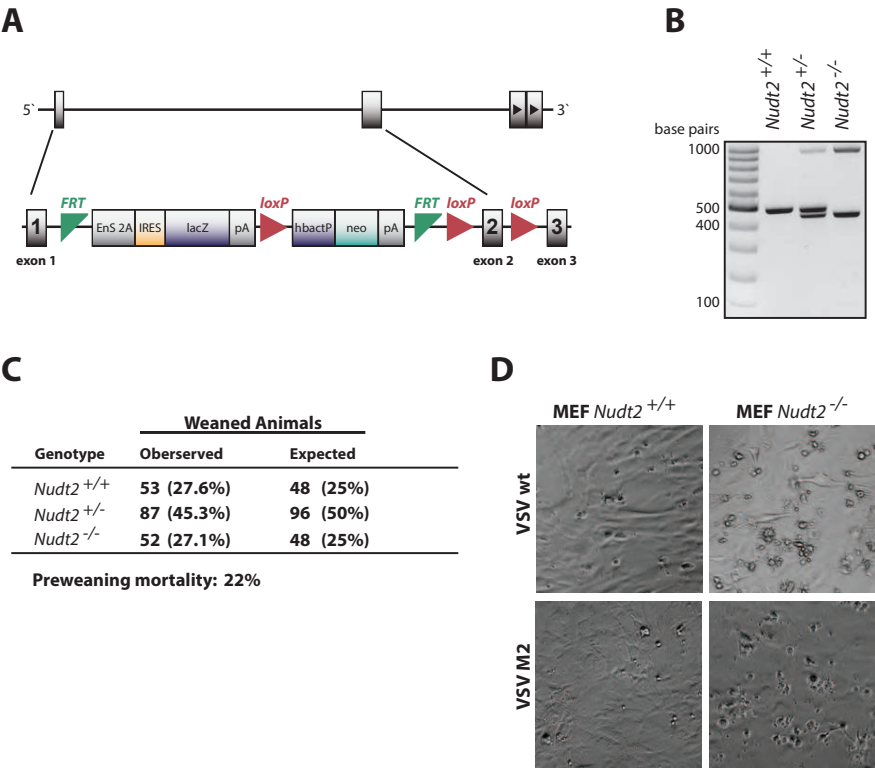 A
5` 3`
FRT loxP FRT loxP loxP
1 EnS 2A IRES lacZ pA hbactP neo pA 2 3
exon 1 exon 2 exon 3
B
Nudt2 +/+ Nudt2 +/- Nudt2 -/-
base pairs
1000
500
400
100
C
Weaned Animals
Genotype Oberserved Expected
Nudt2 +/+ 53 (27.6%) 48 (25%)
Nudt2 +/- 87 (45.3%) 96 (50%)
Nudt2 -/- 52 (27.1%) 48 (25%)
Preweaning mortality: 22%
D
MEF Nudt2 +/+ MEF Nudt2 -/-
VSV wt
VSV M2